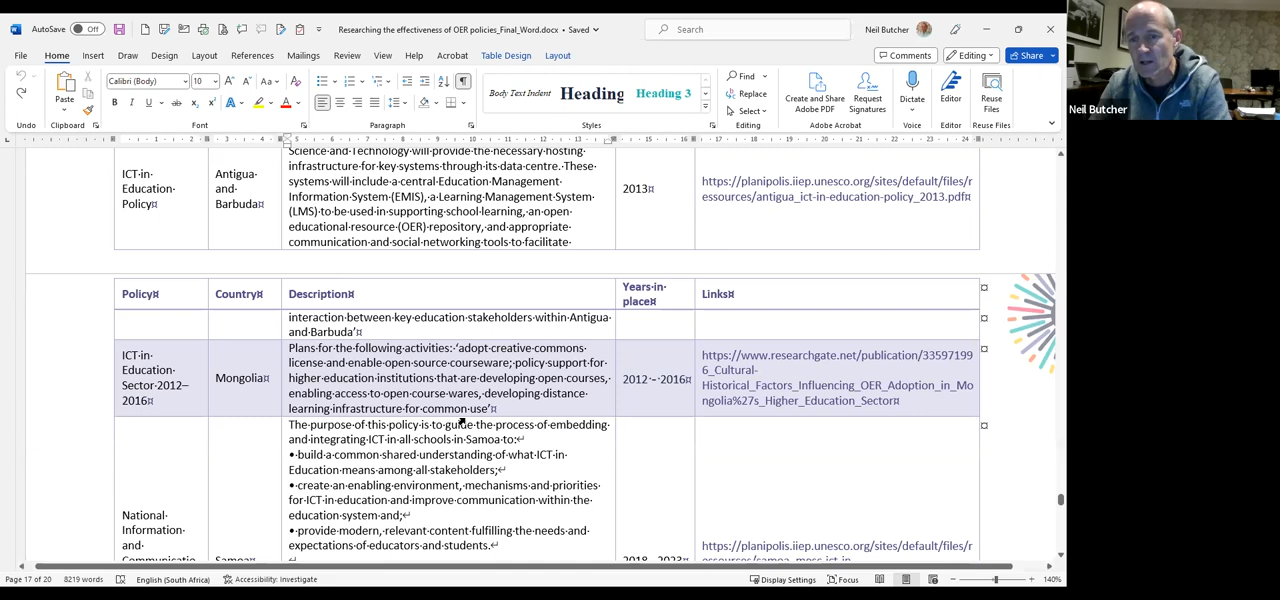 AutoSave Off
Researching the effectiveness of OER policies_Final_Word.docx • Saved
Search
Neil Butcher
File Home Insert Draw Design Layout References Mailings Review View Help Acrobat Table Design Layout
Comments Editing Share
Paste
Calibri (Body) 10
Body Text Indent Heading Heading 3
Find
Replace
Select
Create and Share Adobe PDF
Request Signatures
Dictate
Editor
Reuse Files
Undo Clipboard Font Paragraph Styles Editing Adobe Acrobat Voice Editor Reuse Files
Neil Butcher
ICT·in·
Education·
Policy¤
Antigua·
and·
Barbuda¤
Science·and·Technology·will·provide·the·necessary·hosting·
infrastructure·for·key·systems·through·its·data·centre.·These·
systems·will·include·a·central·Education·Management·
Information·System·(EMIS),·a·Learning·Management·System·
(LMS)·to·be·used·in·supporting·school·learning,·an·open·
educational·resource·(OER)·repository,·and·appropriate·
communication·and·social·networking·tools·to·facilitate·
2013¤
https://planipolis.iiep.unesco.org/sites/default/files/r
essources/antigua_ict-in-education-policy_2013.pdf¤
Policy¤ Country¤ Description¤ Years·in·place¤ Links¤
interaction·between·key·education·stakeholders·within·Antigua·
and·Barbuda'¤
ICT·in·
Education·
Sector·2012–
2016¤
Mongolia¤
Plans·for·the·following·activities:·'adopt·creative·commons·
license·and·enable·open·source·courseware;·policy·support·for·
higher·education·institutions·that·are·developing·open·courses,·
enabling·access·to·open·course·wares,·developing·distance·
learning·infrastructure·for·common·use'¤
2012·-·2016¤
https://www.researchgate.net/publication/33597199
6_Cultural-
Historical_Factors_Influencing_OER_Adoption_in_Mo
ngolia%27s_Higher_Education_Sector¤
The·purpose·of·this·policy·is·to·guide·the·process·of·embedding·
and·integrating·ICT·in·all·schools·in·Samoa·to:↵
•·build·a·common·shared·understanding·of·what·ICT·in·
Education·means·among·all·stakeholders;↵
•·create·an·enabling·environment,·mechanisms·and·priorities·
for·ICT·in·education·and·improve·communication·within·the·
education·system·and;↵
•·provide·modern,·relevant·content·fulfilling·the·needs·and·
expectations·of·educators·and·students.↵
National·
Information·
and·
Communicatio
Samoa¤
2018·-·2023¤
https://planipolis.iiep.unesco.org/sites/default/files/r
essources/samoa_mesc_ict-in-
Page 17 of 20 8219 words English (South Africa) Accessibility: Investigate Display Settings Focus 140%